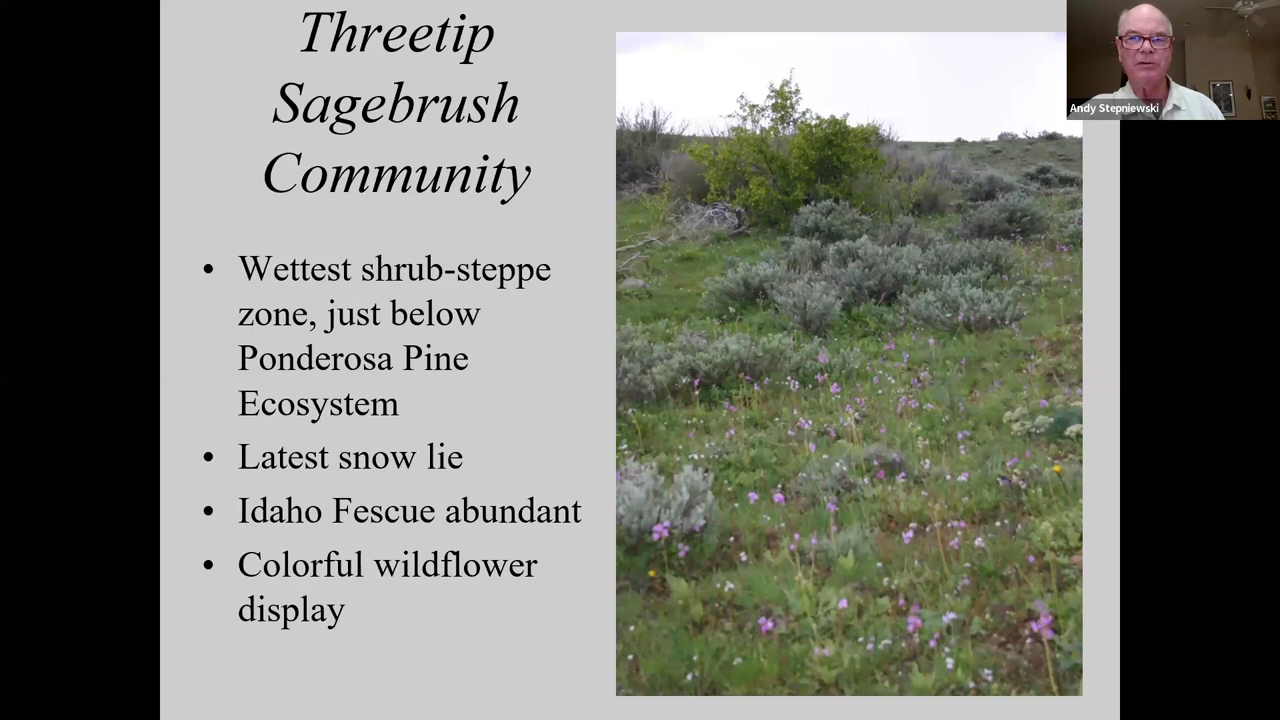 Threetip
Sagebrush
Community
• Wettest shrub-steppe
zone, just below
Ponderosa Pine
Ecosystem
• Latest snow lie
• Idaho Fescue abundant
• Colorful wildflower
display
Andy Stepniewski